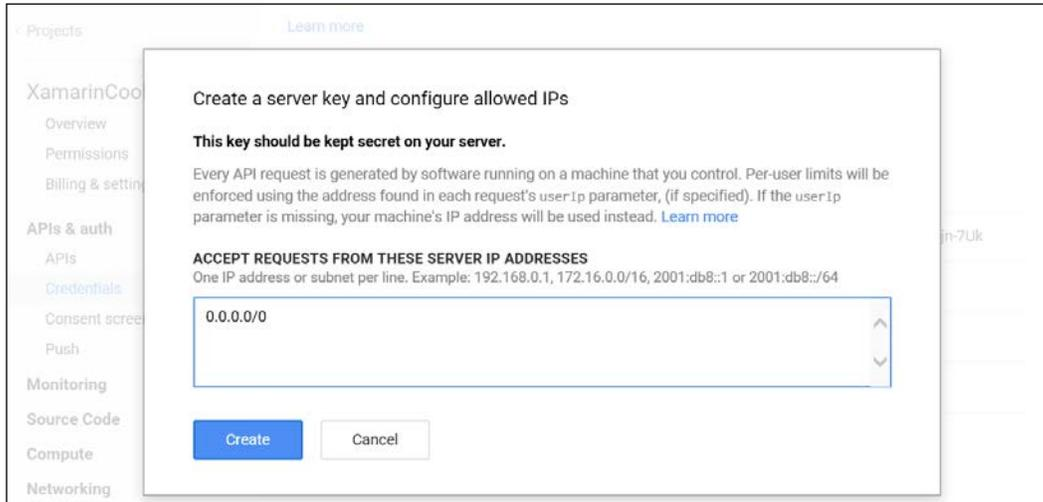 < Projects
Learn more
XamarinCoo
Overview
Permissions
Billing & setting
APIs & auth
APIs
Credentials
Consent scree
Push
Monitoring
Source Code
Compute
Networking
Create a server key and configure allowed IPs
This key should be kept secret on your server.
Every API request is generated by software running on a machine that you control. Per-user limits will be
enforced using the address found in each request's userIp parameter, (if specified). If the userIp
parameter is missing, your machine's IP address will be used instead. Learn more
ACCEPT REQUESTS FROM THESE SERVER IP ADDRESSES
One IP address or subnet per line. Example: 192.168.0.1, 172.16.0.0/16, 2001:db8::1 or 2001:db8::/64
0.0.0.0/0
Create
Cancel
jn-7Uk